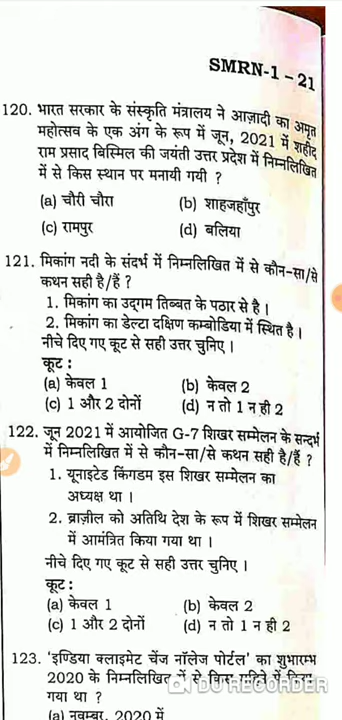 SMRN-1 – 21
120. भारत सरकार के संस्कृति मंत्रालय ने आज़ादी का अमृत
महोत्सव के एक अंग के रूप में जून, 2021 में शहीद
राम प्रसाद बिस्मिल की जयंती उत्तर प्रदेश में निम्नलिखित
में से किस स्थान पर मनायी गयी ?
(a) चौरी चौरा (b) शाहजहाँपुर
(c) रामपुर (d) बलिया
121. मिकांग नदी के संदर्भ में निम्नलिखित में से कौन-सा/से
कथन सही है/हैं ?
1. मिकांग का उद्गम तिब्बत के पठार से है ।
2. मिकांग का डेल्टा दक्षिण कम्बोडिया में स्थित है ।
नीचे दिए गए कूट से सही उत्तर चुनिए ।
कूट :
(a) केवल 1 (b) केवल 2
(c) 1 और 2 दोनों (d) न तो 1 न ही 2
122. जून 2021 में आयोजित G-7 शिखर सम्मेलन के सन्दर्भ
में निम्नलिखित में से कौन-सा/से कथन सही है/हैं ?
1. यूनाइटेड किंगडम इस शिखर सम्मेलन का
अध्यक्ष था ।
2. ब्राज़ील को अतिथि देश के रूप में शिखर सम्मेलन
में आमंत्रित किया गया था ।
नीचे दिए गए कूट से सही उत्तर चुनिए ।
कूट :
(a) केवल 1 (b) केवल 2
(c) 1 और 2 दोनों (d) न तो 1 न ही 2
123. 'इण्डिया क्लाइमेट चेंज नॉलेज पोर्टल' का शुभारम्भ
2020 के निम्नलिखित में से किस महीने में किया
गया था ?
(a) नवम्बर, 2020 में
DU RECORDER